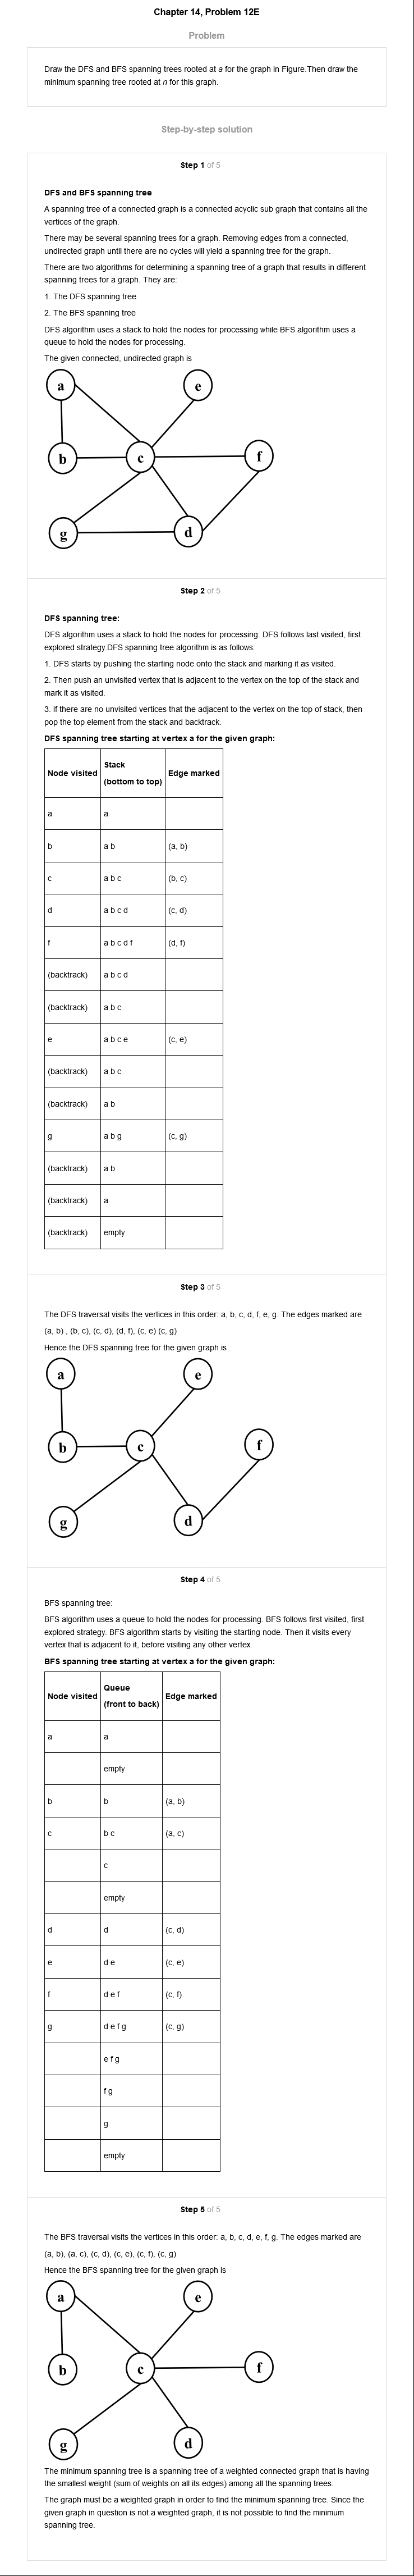 Chapter 14, Problem 12E
Problem
Draw the DFS and BFS spanning trees rooted at a for the graph in Figure.Then draw the
minimum spanning tree rooted at n for this graph.
Step-by-step solution
Step 1 of 5
DFS and BFS spanning tree
A spanning tree of a connected graph is a connected acyclic sub graph that contains all the
vertices of the graph.
There may be several spanning trees for a graph. Removing edges from a connected,
undirected graph until there are no cycles will yield a spanning tree for the graph.
There are two algorithms for determining a spanning tree of a graph that results in different
spanning trees for a graph. They are:
1. The DFS spanning tree
2. The BFS spanning tree
DFS algorithm uses a stack to hold the nodes for processing while BFS algorithm uses a
queue to hold the nodes for processing.
The given connected, undirected graph is
a e
b c f
g d
Step 2 of 5
DFS spanning tree:
DFS algorithm uses a stack to hold the nodes for processing. DFS follows last visited, first
explored strategy.DFS spanning tree algorithm is as follows:
1. DFS starts by pushing the starting node onto the stack and marking it as visited.
2. Then push an unvisited vertex that is adjacent to the vertex on the top of the stack and
mark it as visited.
3. If there are no unvisited vertices that the adjacent to the vertex on the top of stack, then
pop the top element from the stack and backtrack.
DFS spanning tree starting at vertex a for the given graph:
Node visited Stack (bottom to top) Edge marked
a a
b a b (a, b)
c a b c (b, c)
d a b c d (c, d)
f a b c d f (d, f)
(backtrack) a b c d
(backtrack) a b c
e a b c e (c, e)
(backtrack) a b c
(backtrack) a b
g a b g (c, g)
(backtrack) a b
(backtrack) a
(backtrack) empty
Step 3 of 5
The DFS traversal visits the vertices in this order: a, b, c, d, f, e, g. The edges marked are
(a, b) , (b, c), (c, d), (d, f), (c, e) (c, g)
Hence the DFS spanning tree for the given graph is
a e
b c f
g d
Step 4 of 5
BFS spanning tree:
BFS algorithm uses a queue to hold the nodes for processing. BFS follows first visited, first
explored strategy. BFS algorithm starts by visiting the starting node. Then it visits every
vertex that is adjacent to it, before visiting any other vertex.
BFS spanning tree starting at vertex a for the given graph:
Node visited Queue (front to back) Edge marked
a a
empty
b b (a, b)
c b c (a, c)
c
empty
d d (c, d)
e d e (c, e)
f d e f (c, f)
g d e f g (c, g)
e f g
f g
g
empty
Step 5 of 5
The BFS traversal visits the vertices in this order: a, b, c, d, e, f, g. The edges marked are
(a, b), (a, c), (c, d), (c, e), (c, f), (c, g)
Hence the BFS spanning tree for the given graph is
a e
b c f
g d
The minimum spanning tree is a spanning tree of a weighted connected graph that is having
the smallest weight (sum of weights on all its edges) among all the spanning trees.
The graph must be a weighted graph in order to find the minimum spanning tree. Since the
given graph in question is not a weighted graph, it is not possible to find the minimum
spanning tree.